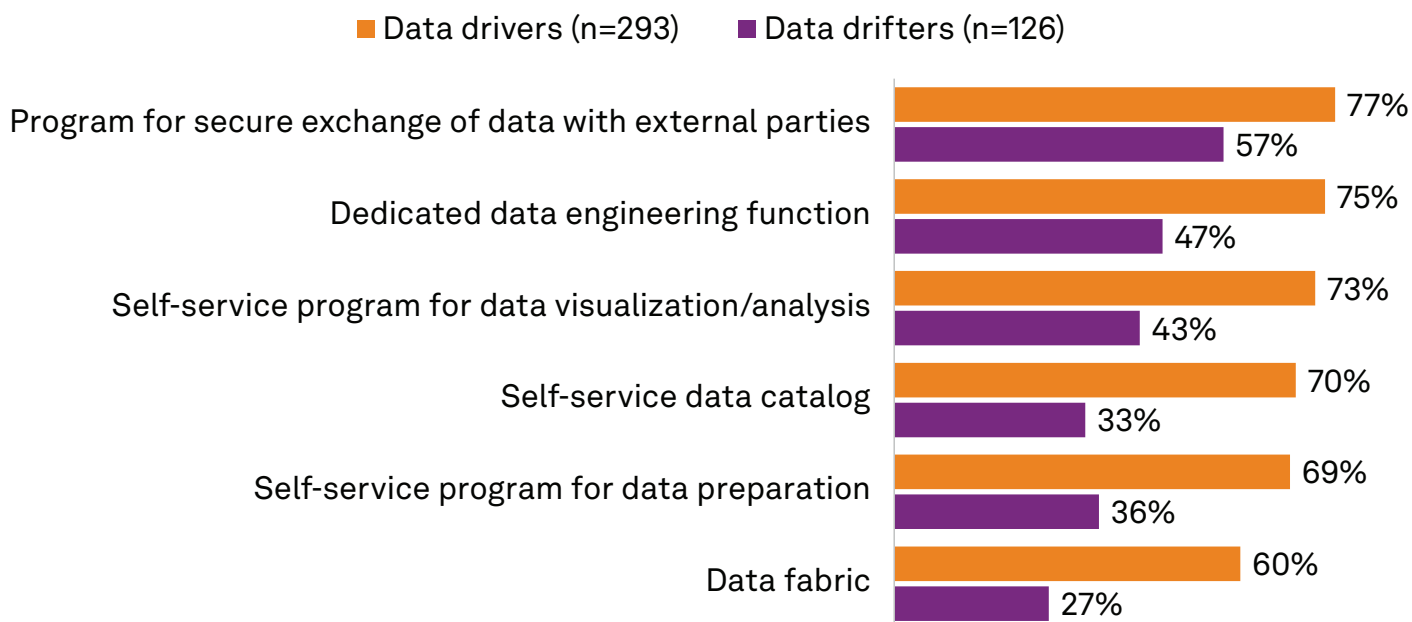 Data drivers (n=293) Data drifters (n=126)
Program for secure exchange of data with external parties
77%
57%
Dedicated data engineering function
75%
47%
Self-service program for data visualization/analysis
73%
43%
Self-service data catalog
70%
33%
Self-service program for data preparation
69%
36%
Data fabric
60%
27%